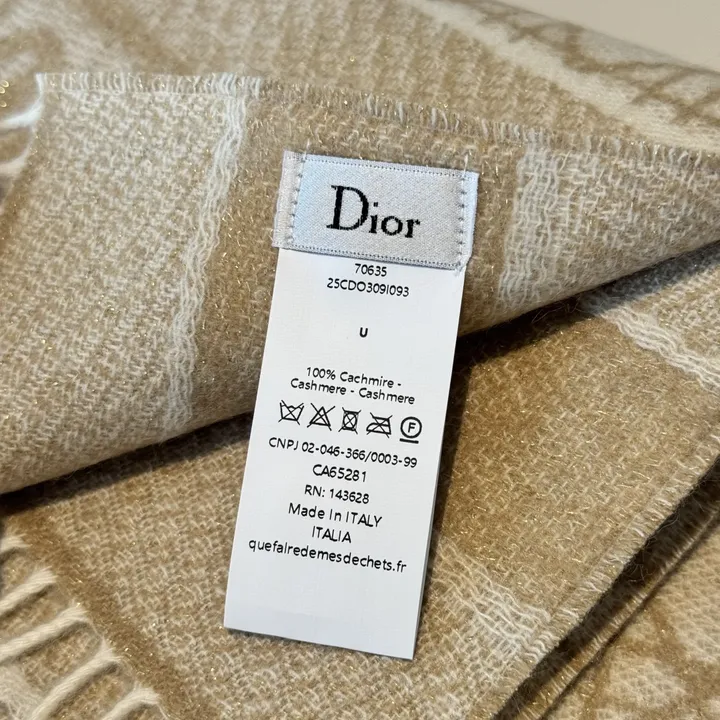 Dior
70635
25CDO309I093
U
100% Cachmire -
Cashmere - Cashmere
F
CNPJ 02-046-366/0003-99
CA65281
RN: 143628
Made In ITALY
ITALIA
quefairedemesdechets.fr